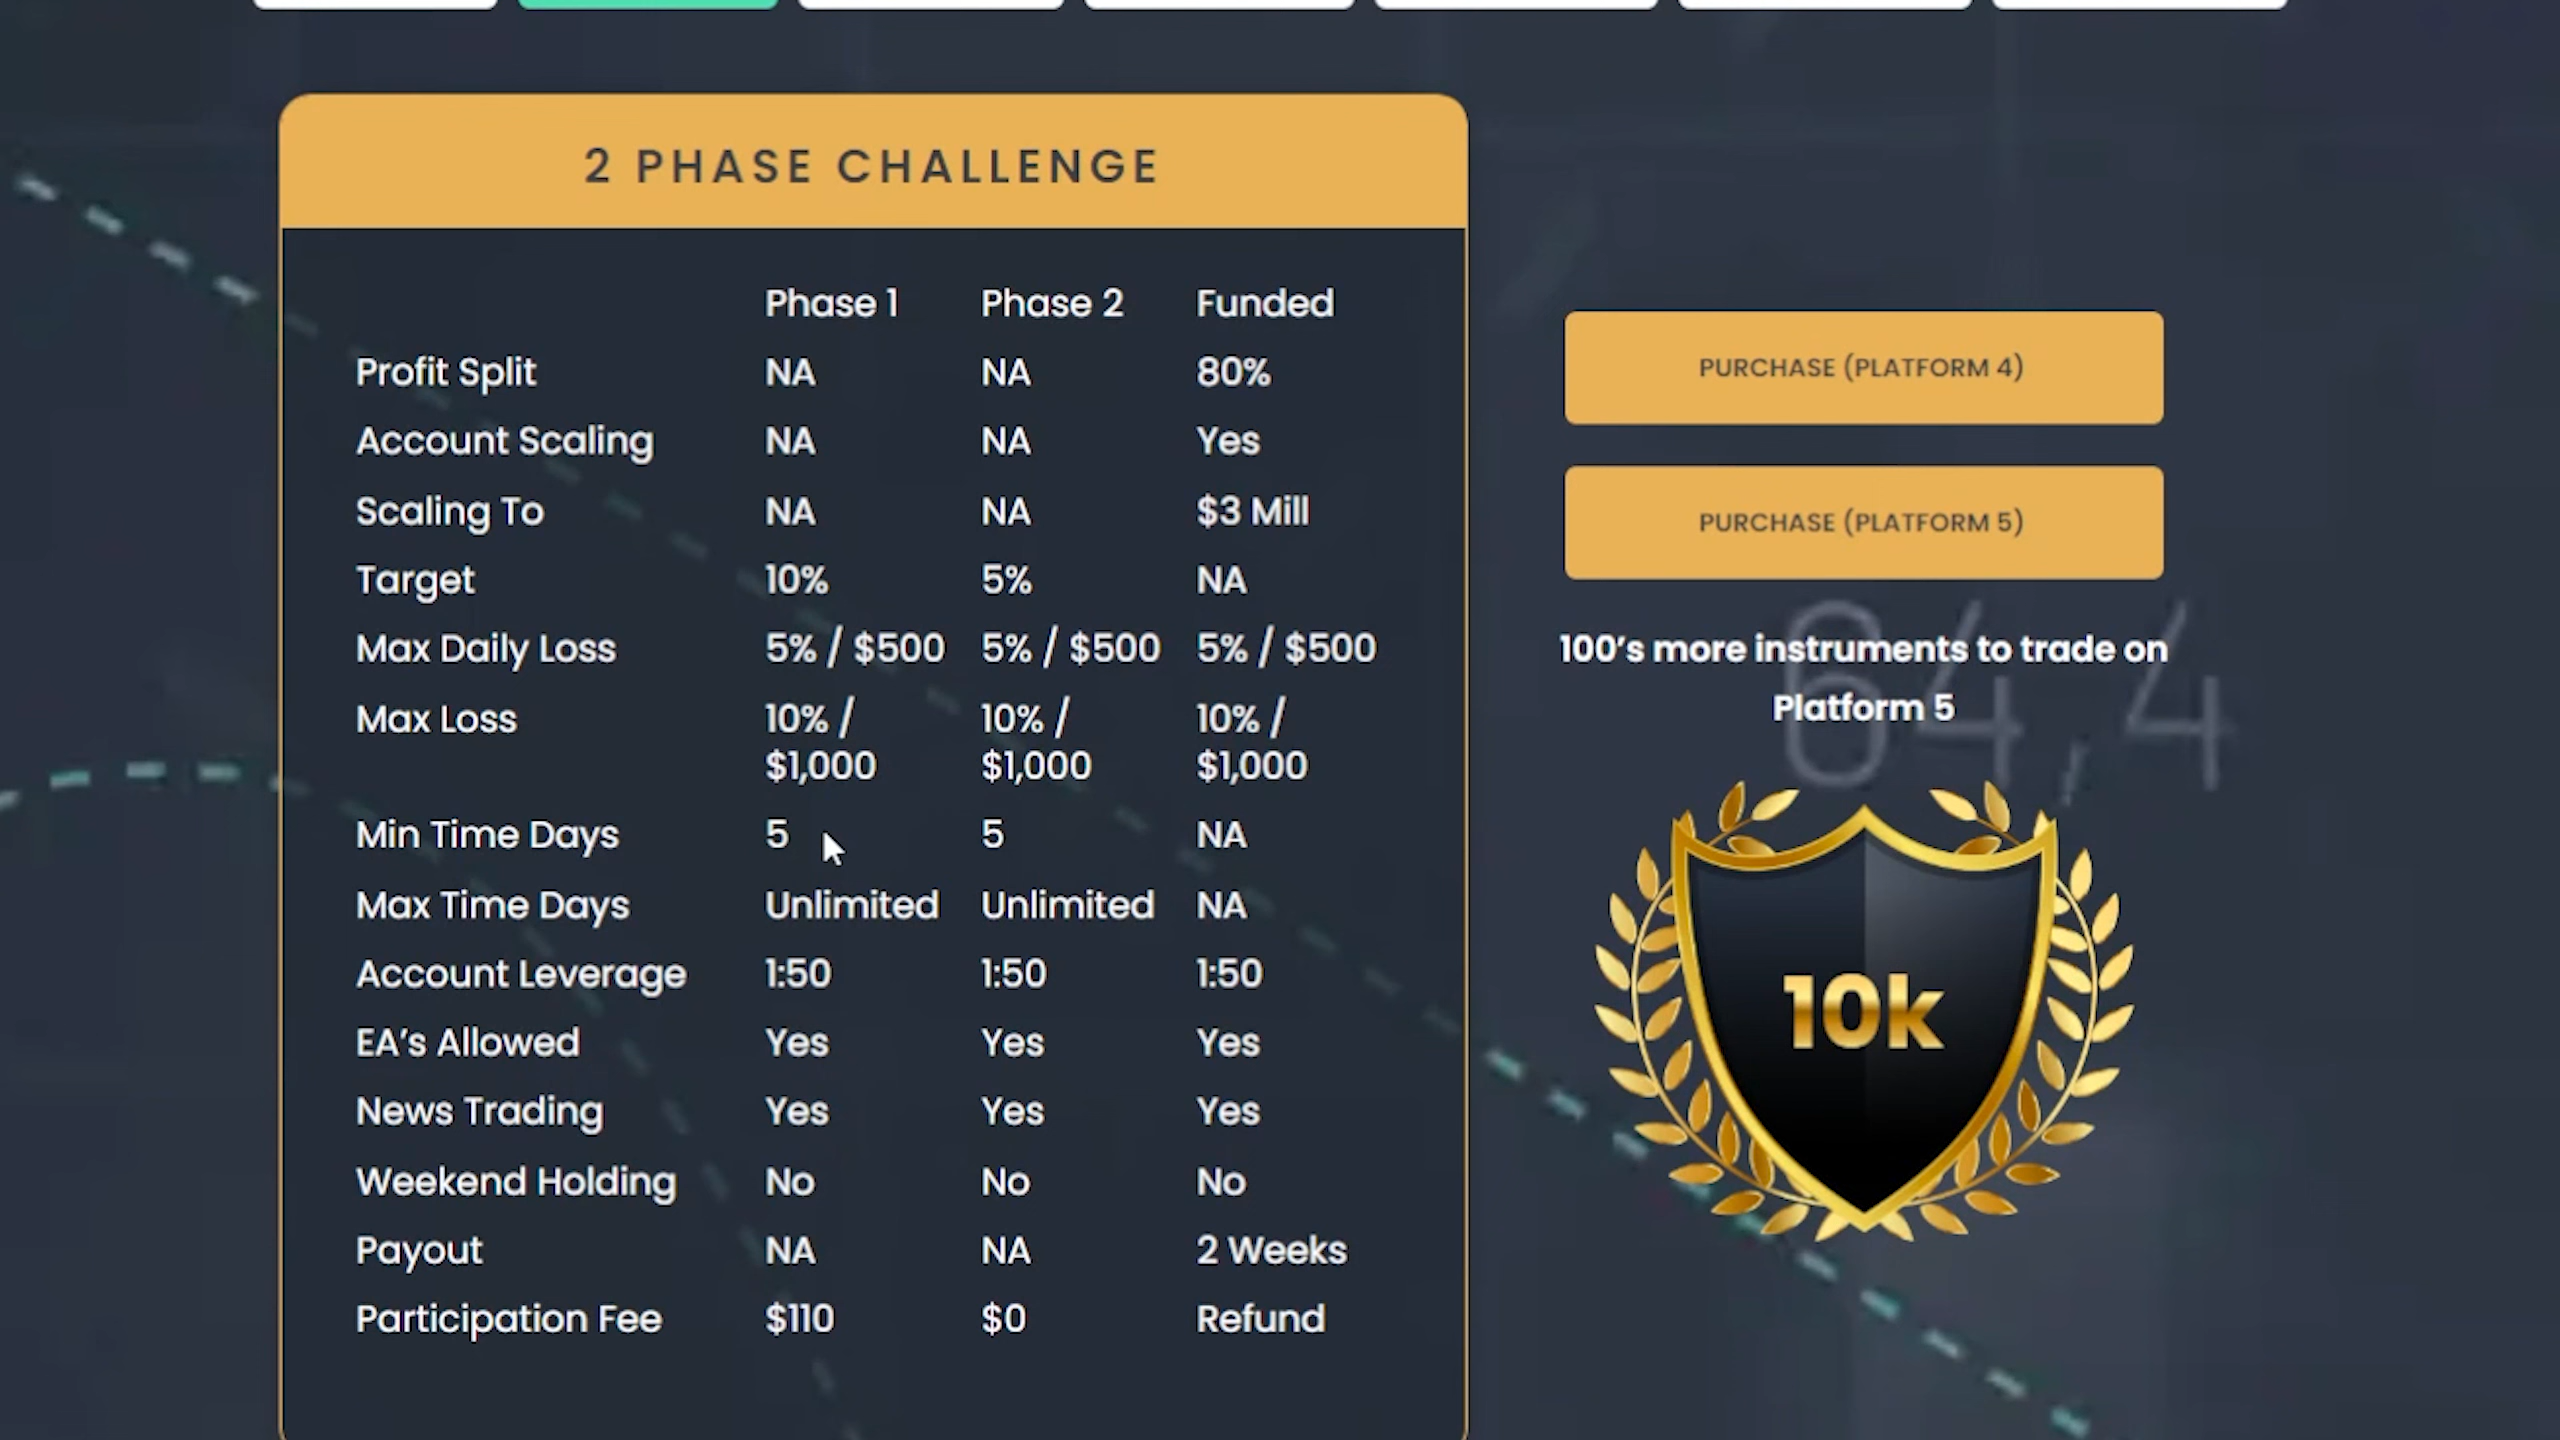 2 PHASE CHALLENGE
Phase 1 Phase 2 Funded
Profit Split NA NA 80%
Account Scaling NA NA Yes
Scaling To NA NA $3 Mill
Target 10% 5% NA
Max Daily Loss 5% / $500 5% / $500 5% / $500
Max Loss 10% / 10% / 10% /
$1,000 $1,000 $1,000
Min Time Days 5 5 NA
Max Time Days Unlimited Unlimited NA
Account Leverage 1:50 1:50 1:50
EA’s Allowed Yes Yes Yes
News Trading Yes Yes Yes
Weekend Holding No No No
Payout NA NA 2 Weeks
Participation Fee $110 $0 Refund
PURCHASE (PLATFORM 4)
PURCHASE (PLATFORM 5)
100’s more instruments to trade on
Platform 5
64,4
10k